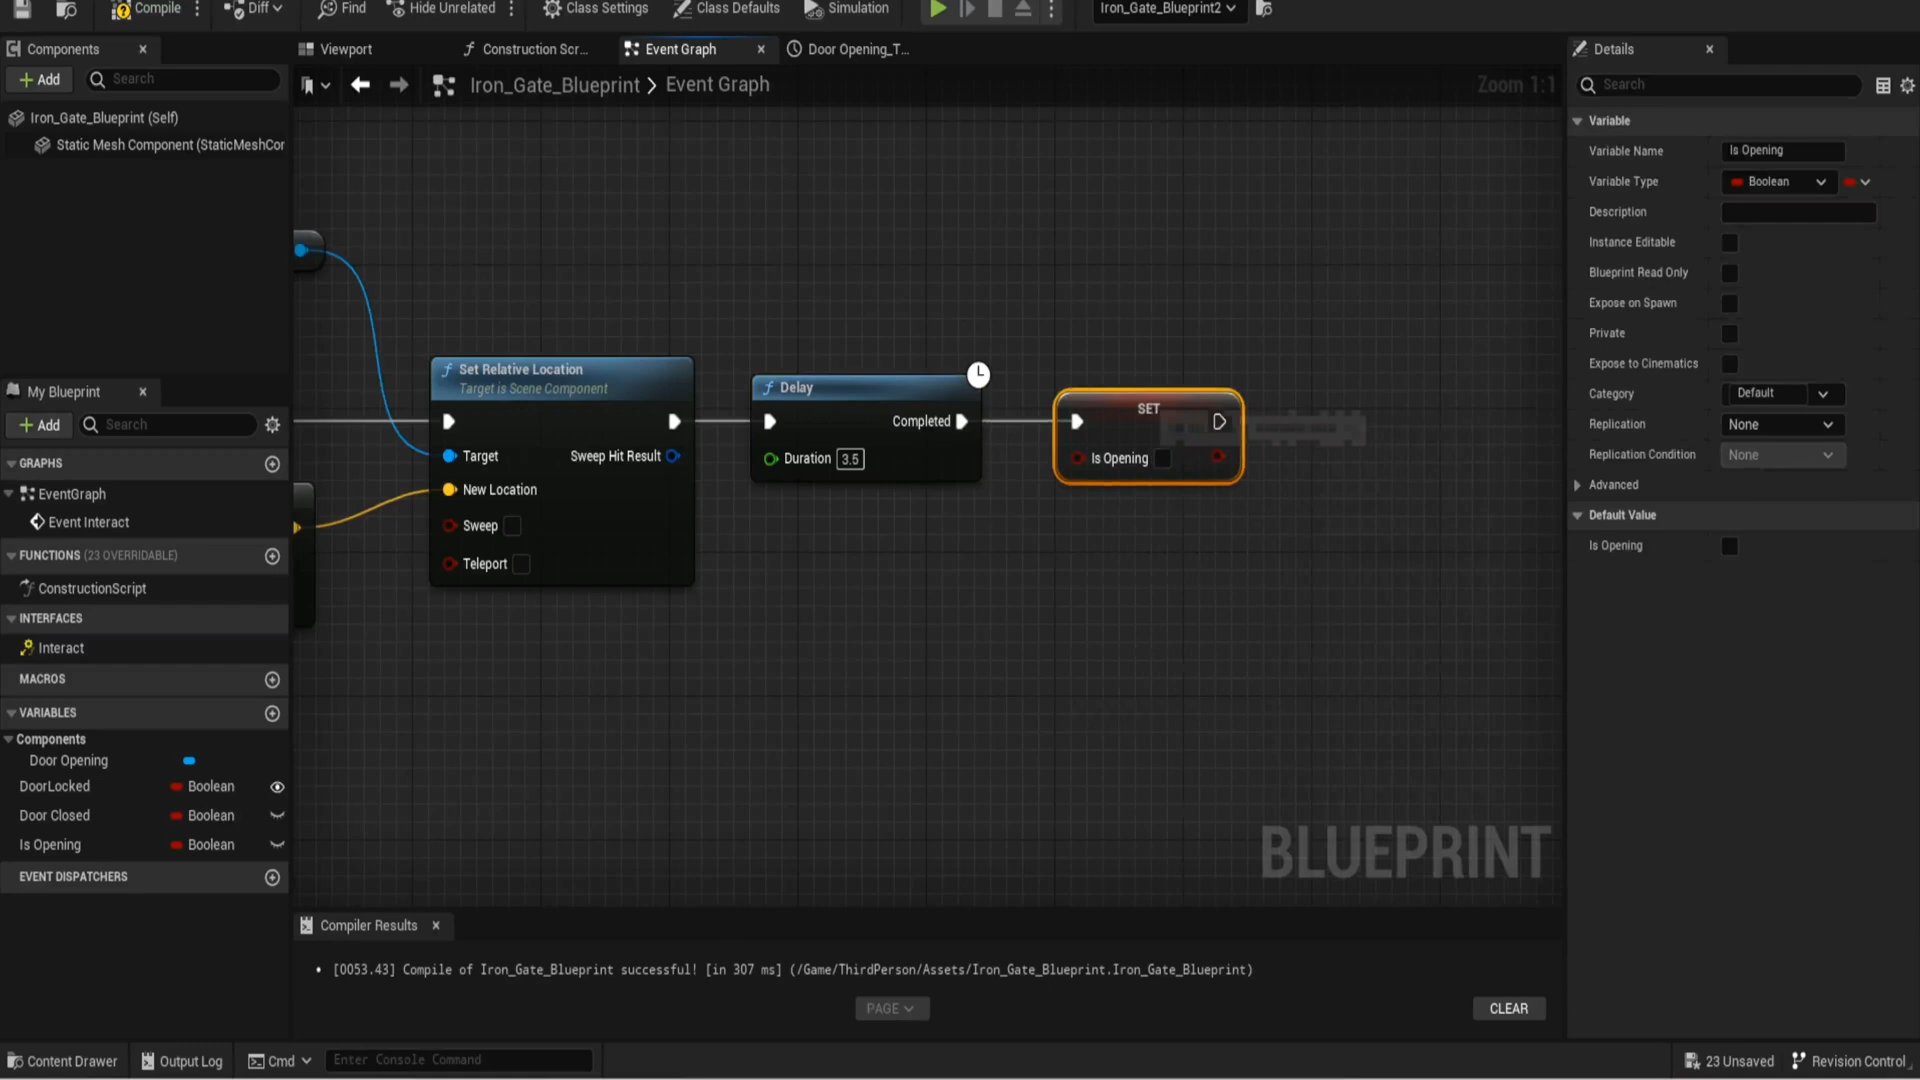 Compile
Diff
Find
Hide Unrelated
Class Settings
Class Defaults
Simulation
Iron_Gate_Blueprint2
Components
Viewport
Construction Scr...
Event Graph
Door Opening_T...
Details
Add
Search
Iron_Gate_Blueprint > Event Graph
Zoom 1:1
Search
Iron_Gate_Blueprint (Self)
Static Mesh Component (StaticMeshCor
Variable
Variable Name
Is Opening
Variable Type
Boolean
Description
Instance Editable
Blueprint Read Only
Expose on Spawn
Private
Expose to Cinematics
Category
Default
Replication
None
Replication Condition
None
Advanced
Default Value
Is Opening
Set Relative Location
Target is Scene Component
Target
Sweep Hit Result
New Location
Sweep
Teleport
Delay
Completed
Duration
3.5
SET
Is Opening
My Blueprint
Add
Search
GRAPHS
EventGraph
Event Interact
FUNCTIONS (23 OVERRIDABLE)
ConstructionScript
INTERFACES
Interact
MACROS
VARIABLES
Components
Door Opening
DoorLocked
Boolean
Door Closed
Boolean
Is Opening
Boolean
EVENT DISPATCHERS
BLUEPRINT
Compiler Results
[0053.43] Compile of Iron_Gate_Blueprint successful! [in 307 ms] (/Game/ThirdPerson/Assets/Iron_Gate_Blueprint.Iron_Gate_Blueprint)
PAGE
CLEAR
Content Drawer
Output Log
Cmd
Enter Console Command
23 Unsaved
Revision Control